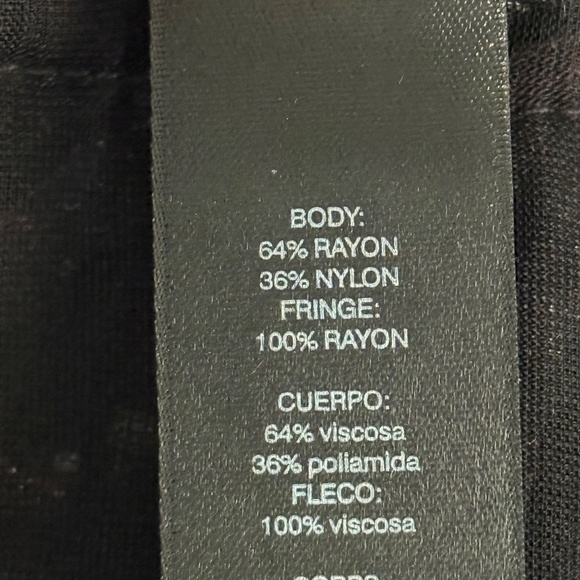 BODY:
64% RAYON
36% NYLON
FRINGE:
100% RAYON
CUERPO:
64% viscosa
36% poliamida
FLECO:
100% viscosa